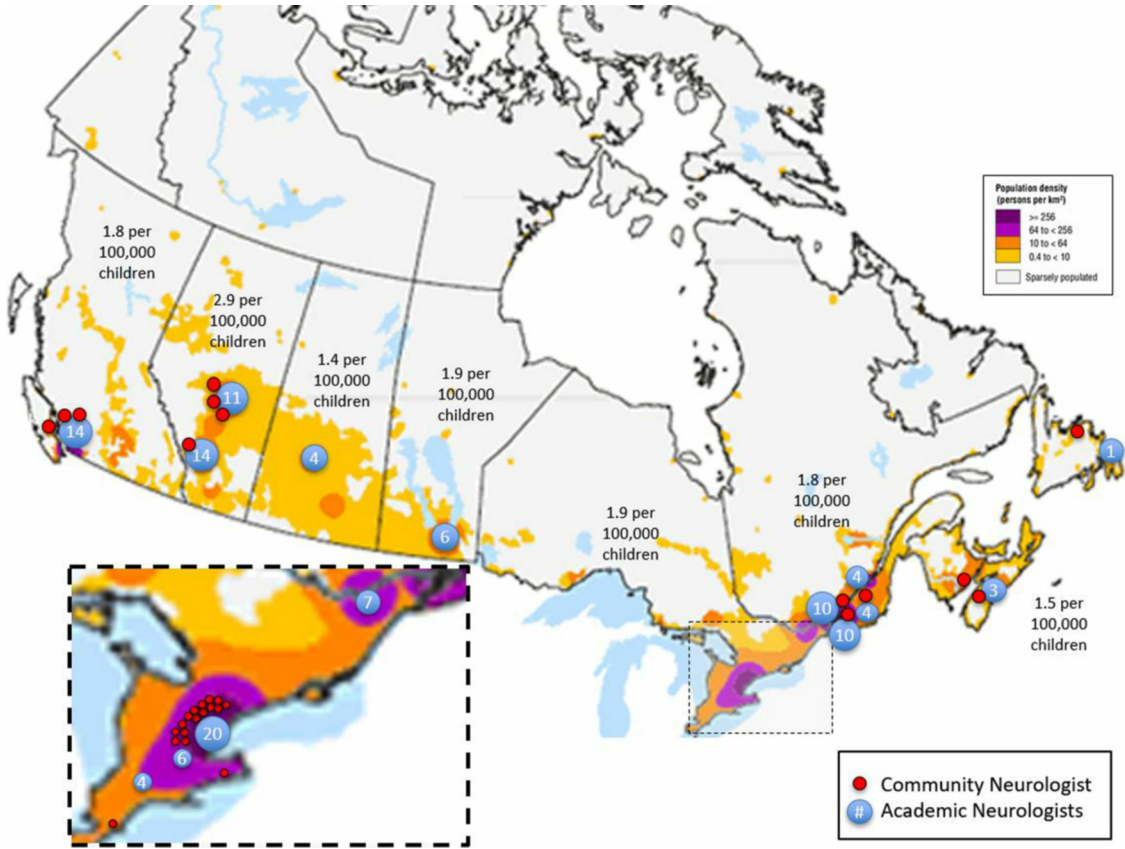 Population density
(persons per km²)
>= 256
64 to < 256
10 to < 64
0.4 to < 10
Sparsely populated
1.8 per
100,000
children
2.9 per
100,000
children
1.4 per
100,000
children
1.9 per
100,000
children
11
14
14
4
6
1.8 per
100,000
children
1.9 per
100,000
children
1
4
10
4
10
3
1.5 per
100,000
children
7
20
6
4
Community Neurologist
# Academic Neurologists